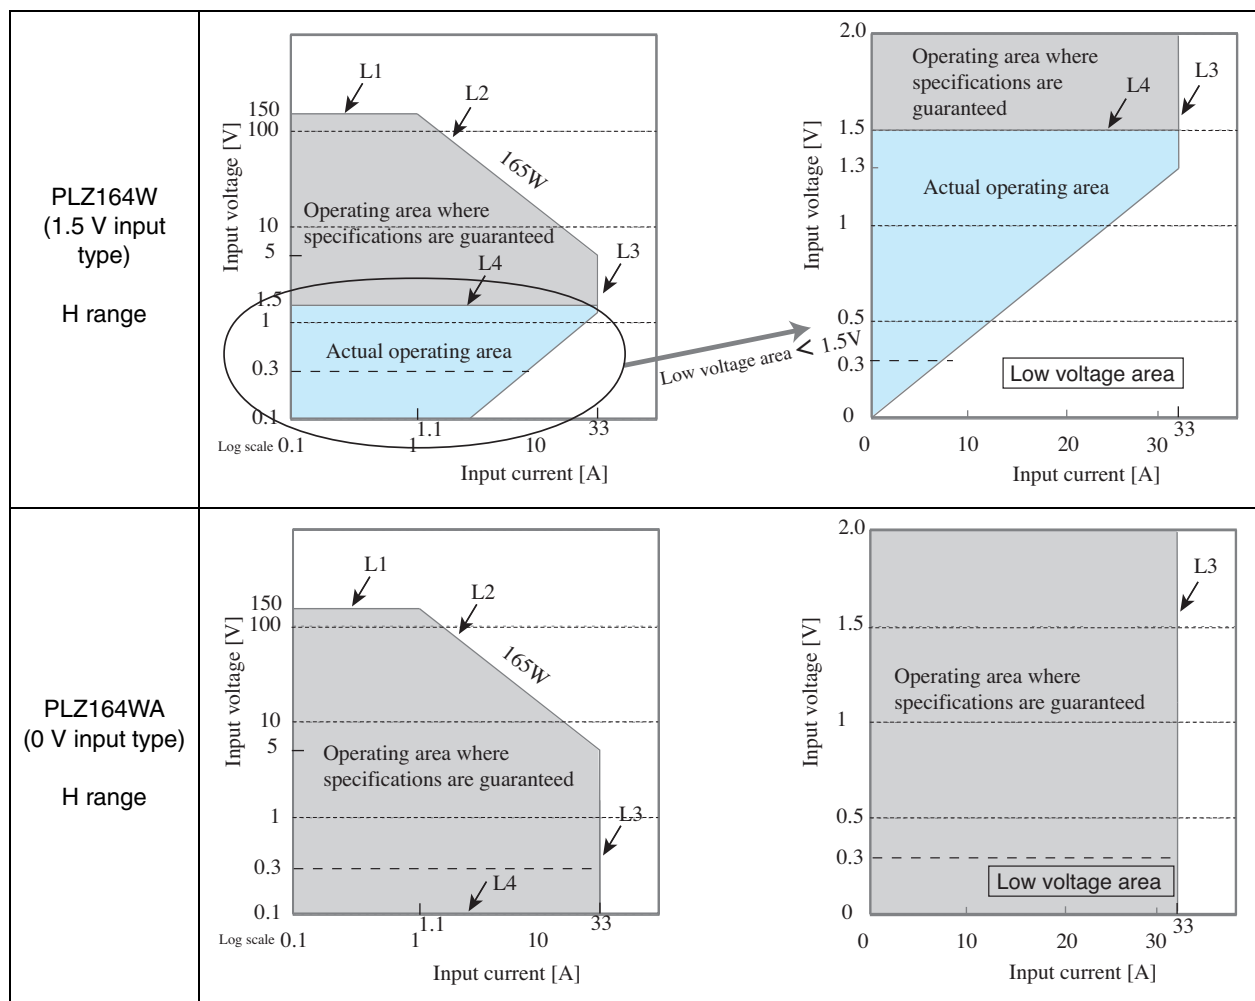 PLZ164W
(1.5 V input
type)
H range
Input voltage [V]
150
100
10
5
1.5
1
0.3
0.1
L1
L2
165W
Operating area where
specifications are guaranteed
L3
L4
Actual operating area
Log scale 0.1
1
1.1
10
33
Input current [A]
Low voltage area < 1.5V
Input voltage [V]
2.0
1.5
1.3
1
0.5
0.3
0
Operating area where
specifications are
guaranteed
L4
L3
Actual operating area
Low voltage area
0
10
20
30
33
Input current [A]
PLZ164WA
(0 V input type)
H range
Input voltage [V]
150
100
10
5
1
0.3
0.1
L1
L2
165W
Operating area where
specifications are guaranteed
L3
L4
Log scale 0.1
1
1.1
10
33
Input current [A]
Input voltage [V]
2.0
1.5
1
0.5
0.3
0
L3
Operating area where
specifications are guaranteed
Low voltage area
0
10
20
30
33
Input current [A]